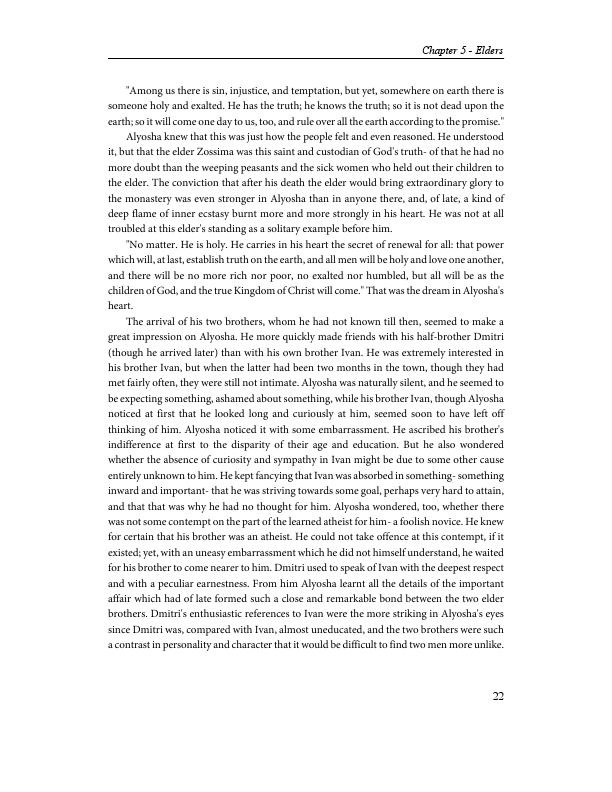 Chapter 5 - Elders
"Among us there is sin, injustice, and temptation, but yet, somewhere on earth there is
someone holy and exalted. He has the truth; he knows the truth; so it is not dead upon the
earth; so it will come one day to us, too, and rule over all the earth according to the promise."
Alyosha knew that this was just how the people felt and even reasoned. He understood
it, but that the elder Zossima was this saint and custodian of God's truth- of that he had no
more doubt than the weeping peasants and the sick women who held out their children to
the elder. The conviction that after his death the elder would bring extraordinary glory to
the monastery was even stronger in Alyosha than in anyone there, and, of late, a kind of
deep flame of inner ecstasy burnt more and more strongly in his heart. He was not at all
troubled at this elder's standing as a solitary example before him.
"No matter. He is holy. He carries in his heart the secret of renewal for all: that power
which will, at last, establish truth on the earth, and all men will be holy and love one another,
and there will be no more rich nor poor, no exalted nor humbled, but all will be as the
children of God, and the true Kingdom of Christ will come." That was the dream in Alyosha's
heart.
The arrival of his two brothers, whom he had not known till then, seemed to make a
great impression on Alyosha. He more quickly made friends with his half-brother Dmitri
(though he arrived later) than with his own brother Ivan. He was extremely interested in
his brother Ivan, but when the latter had been two months in the town, though they had
met fairly often, they were still not intimate. Alyosha was naturally silent, and he seemed to
be expecting something, ashamed about something, while his brother Ivan, though Alyosha
noticed at first that he looked long and curiously at him, seemed soon to have left off
thinking of him. Alyosha noticed it with some embarrassment. He ascribed his brother's
indifference at first to the disparity of their age and education. But he also wondered
whether the absence of curiosity and sympathy in Ivan might be due to some other cause
entirely unknown to him. He kept fancying that Ivan was absorbed in something- something
inward and important- that he was striving towards some goal, perhaps very hard to attain,
and that that was why he had no thought for him. Alyosha wondered, too, whether there
was not some contempt on the part of the learned atheist for him- a foolish novice. He knew
for certain that his brother was an atheist. He could not take offence at this contempt, if it
existed; yet, with an uneasy embarrassment which he did not himself understand, he waited
for his brother to come nearer to him. Dmitri used to speak of Ivan with the deepest respect
and with a peculiar earnestness. From him Alyosha learnt all the details of the important
affair which had of late formed such a close and remarkable bond between the two elder
brothers. Dmitri's enthusiastic references to Ivan were the more striking in Alyosha's eyes
since Dmitri was, compared with Ivan, almost uneducated, and the two brothers were such
a contrast in personality and character that it would be difficult to find two men more unlike.
22